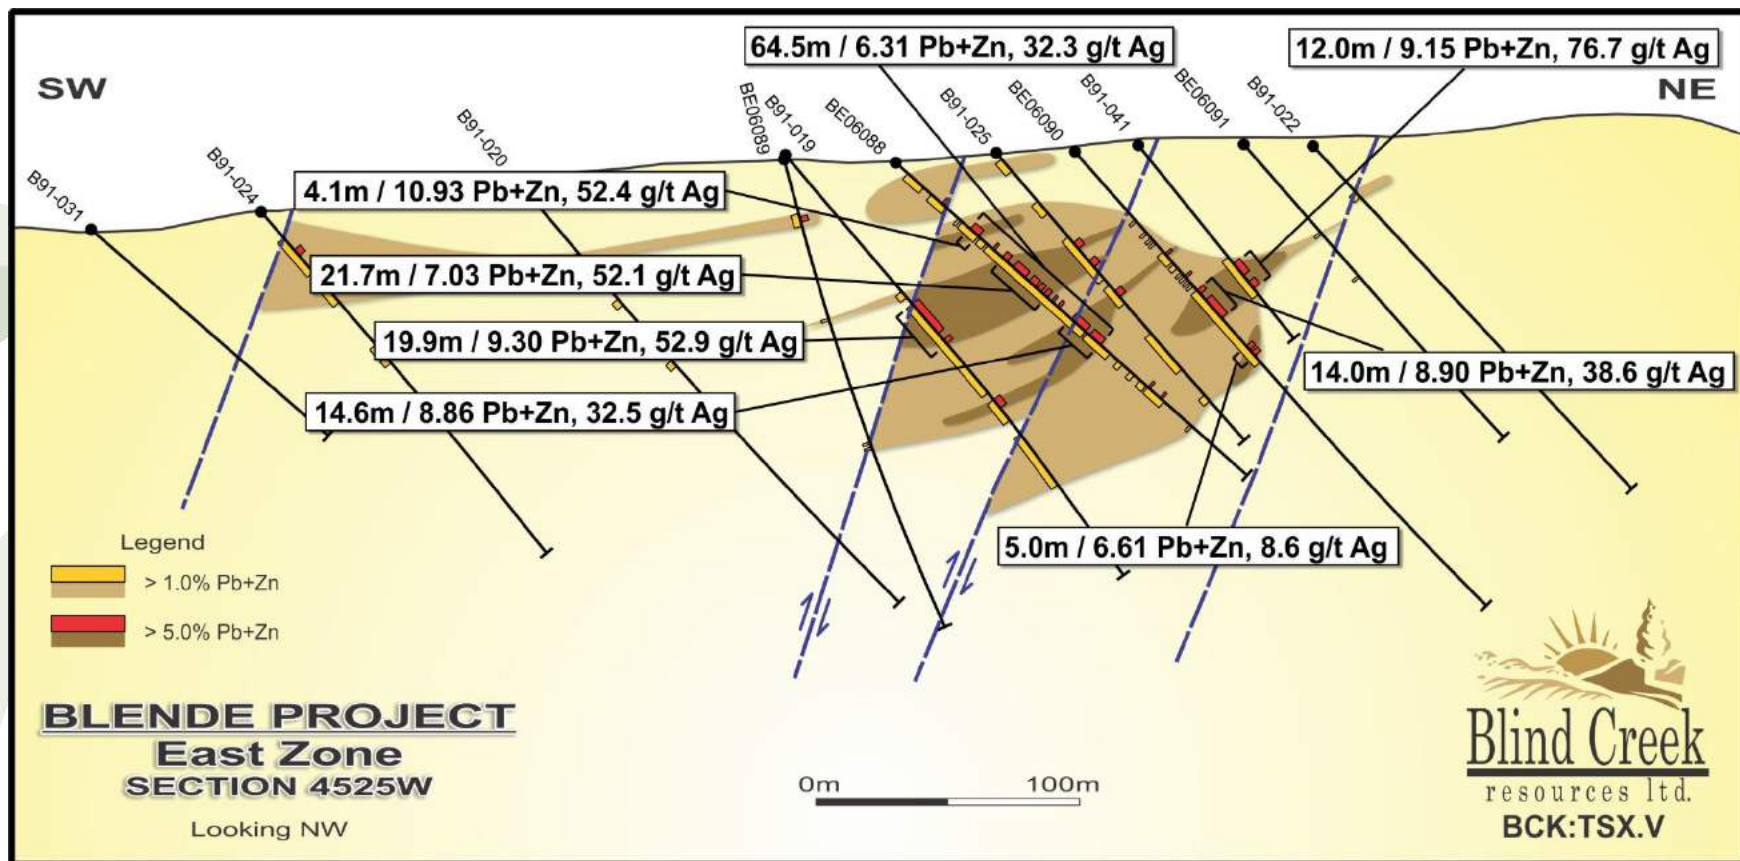 64.5m / 6.31 Pb+Zn, 32.3 g/t Ag
12.0m / 9.15 Pb+Zn, 76.7 g/t Ag
SW
NE
B91-031
B91-024
B91-020
BE06089
B91-019
BE06088
B91-025
BE06090
B91-041
BE06091
B91-022
4.1m / 10.93 Pb+Zn, 52.4 g/t Ag
21.7m / 7.03 Pb+Zn, 52.1 g/t Ag
19.9m / 9.30 Pb+Zn, 52.9 g/t Ag
14.0m / 8.90 Pb+Zn, 38.6 g/t Ag
14.6m / 8.86 Pb+Zn, 32.5 g/t Ag
5.0m / 6.61 Pb+Zn, 8.6 g/t Ag
Legend
> 1.0% Pb+Zn
> 5.0% Pb+Zn
BLENDE PROJECT
East Zone
SECTION 4525W
Looking NW
0m 100m
Blind Creek
resources ltd.
BCK:TSX.V